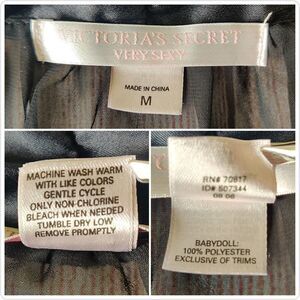 VICTORIA'S SECRET
VERY SEXY
MADE IN CHINA
M
MACHINE WASH WARM
WITH LIKE COLORS
GENTLE CYCLE
ONLY NON-CHLORINE
BLEACH WHEN NEEDED
TUMBLE DRY LOW
REMOVE PROMPTLY
RN# 70817
ID# 507344
08 06
BABYDOLL:
100% POLYESTER
EXCLUSIVE OF TRIMS